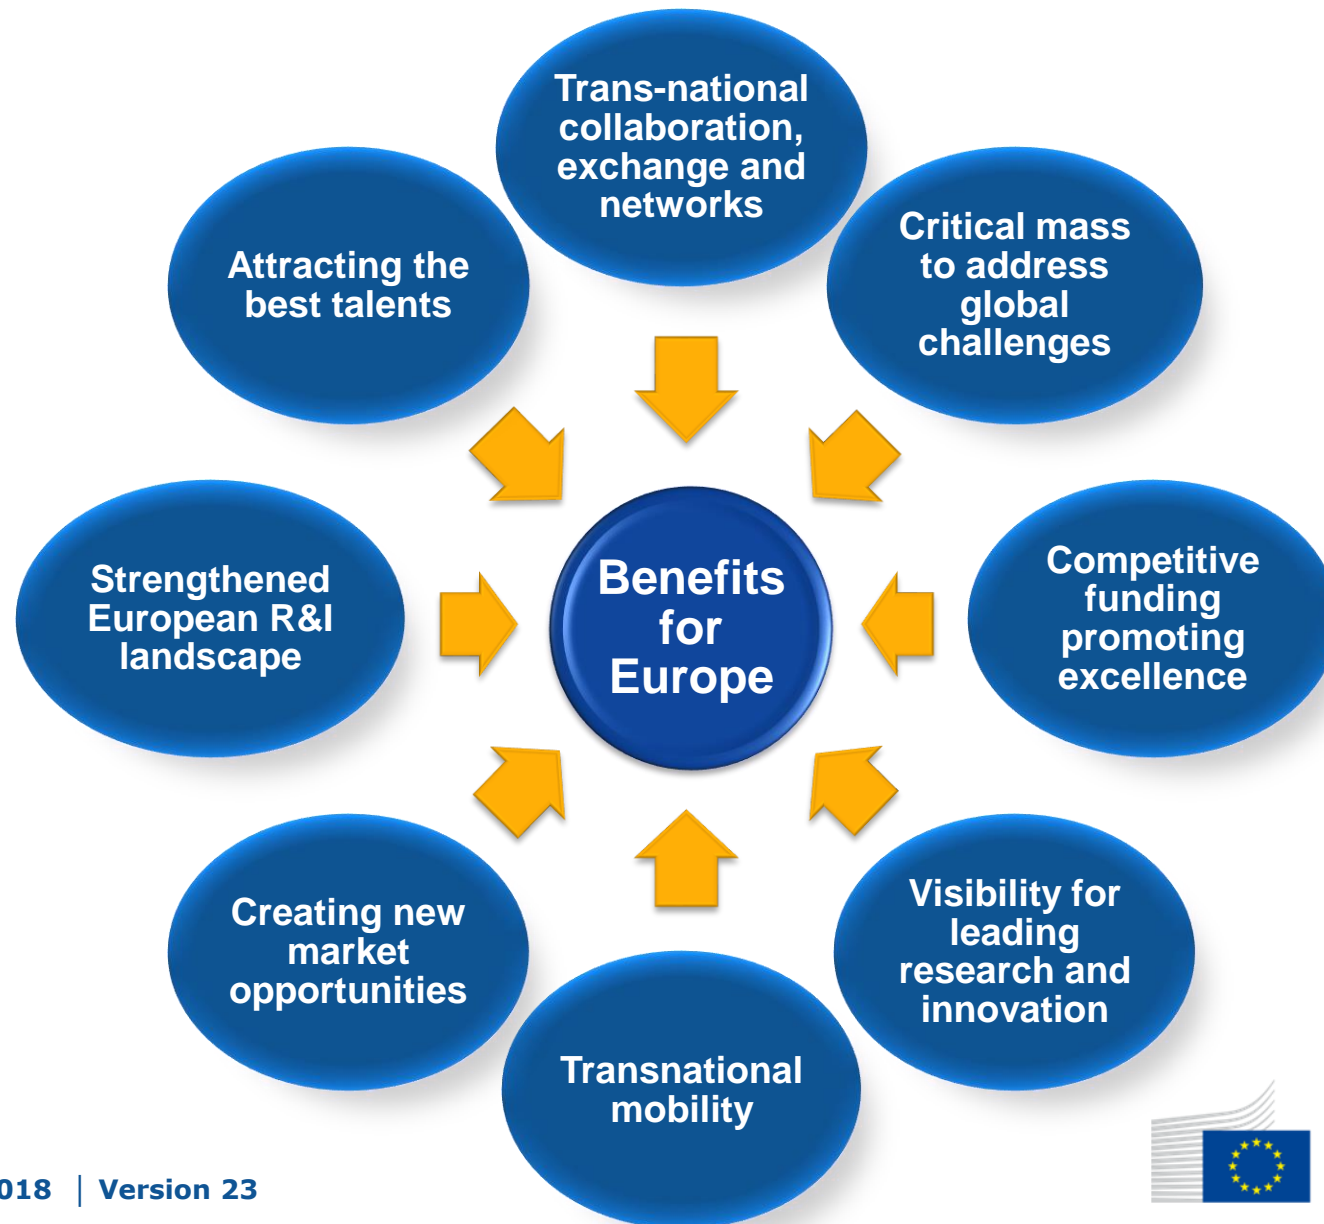 Trans-national
collaboration,
exchange and
networks
Attracting the
best talents
Critical mass
to address
global
challenges
Strengthened
European R&I
landscape
Benefits
for
Europe
Competitive
funding
promoting
excellence
Creating new
market
opportunities
Visibility for
leading
research and
innovation
Transnational
mobility
018 | Version 23